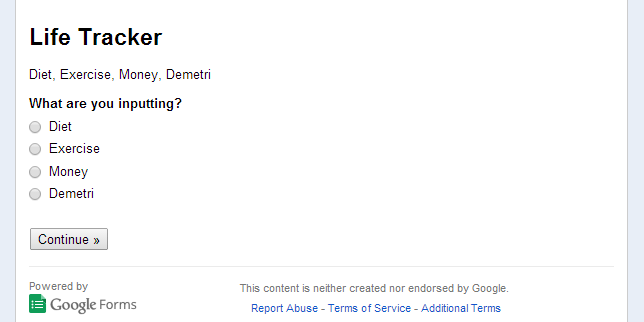 Life Tracker
Diet, Exercise, Money, Demetri
What are you inputting?
Diet
Exercise
Money
Demetri
Continue »
Powered by
Google Forms
This content is neither created nor endorsed by Google.
Report Abuse - Terms of Service - Additional Terms